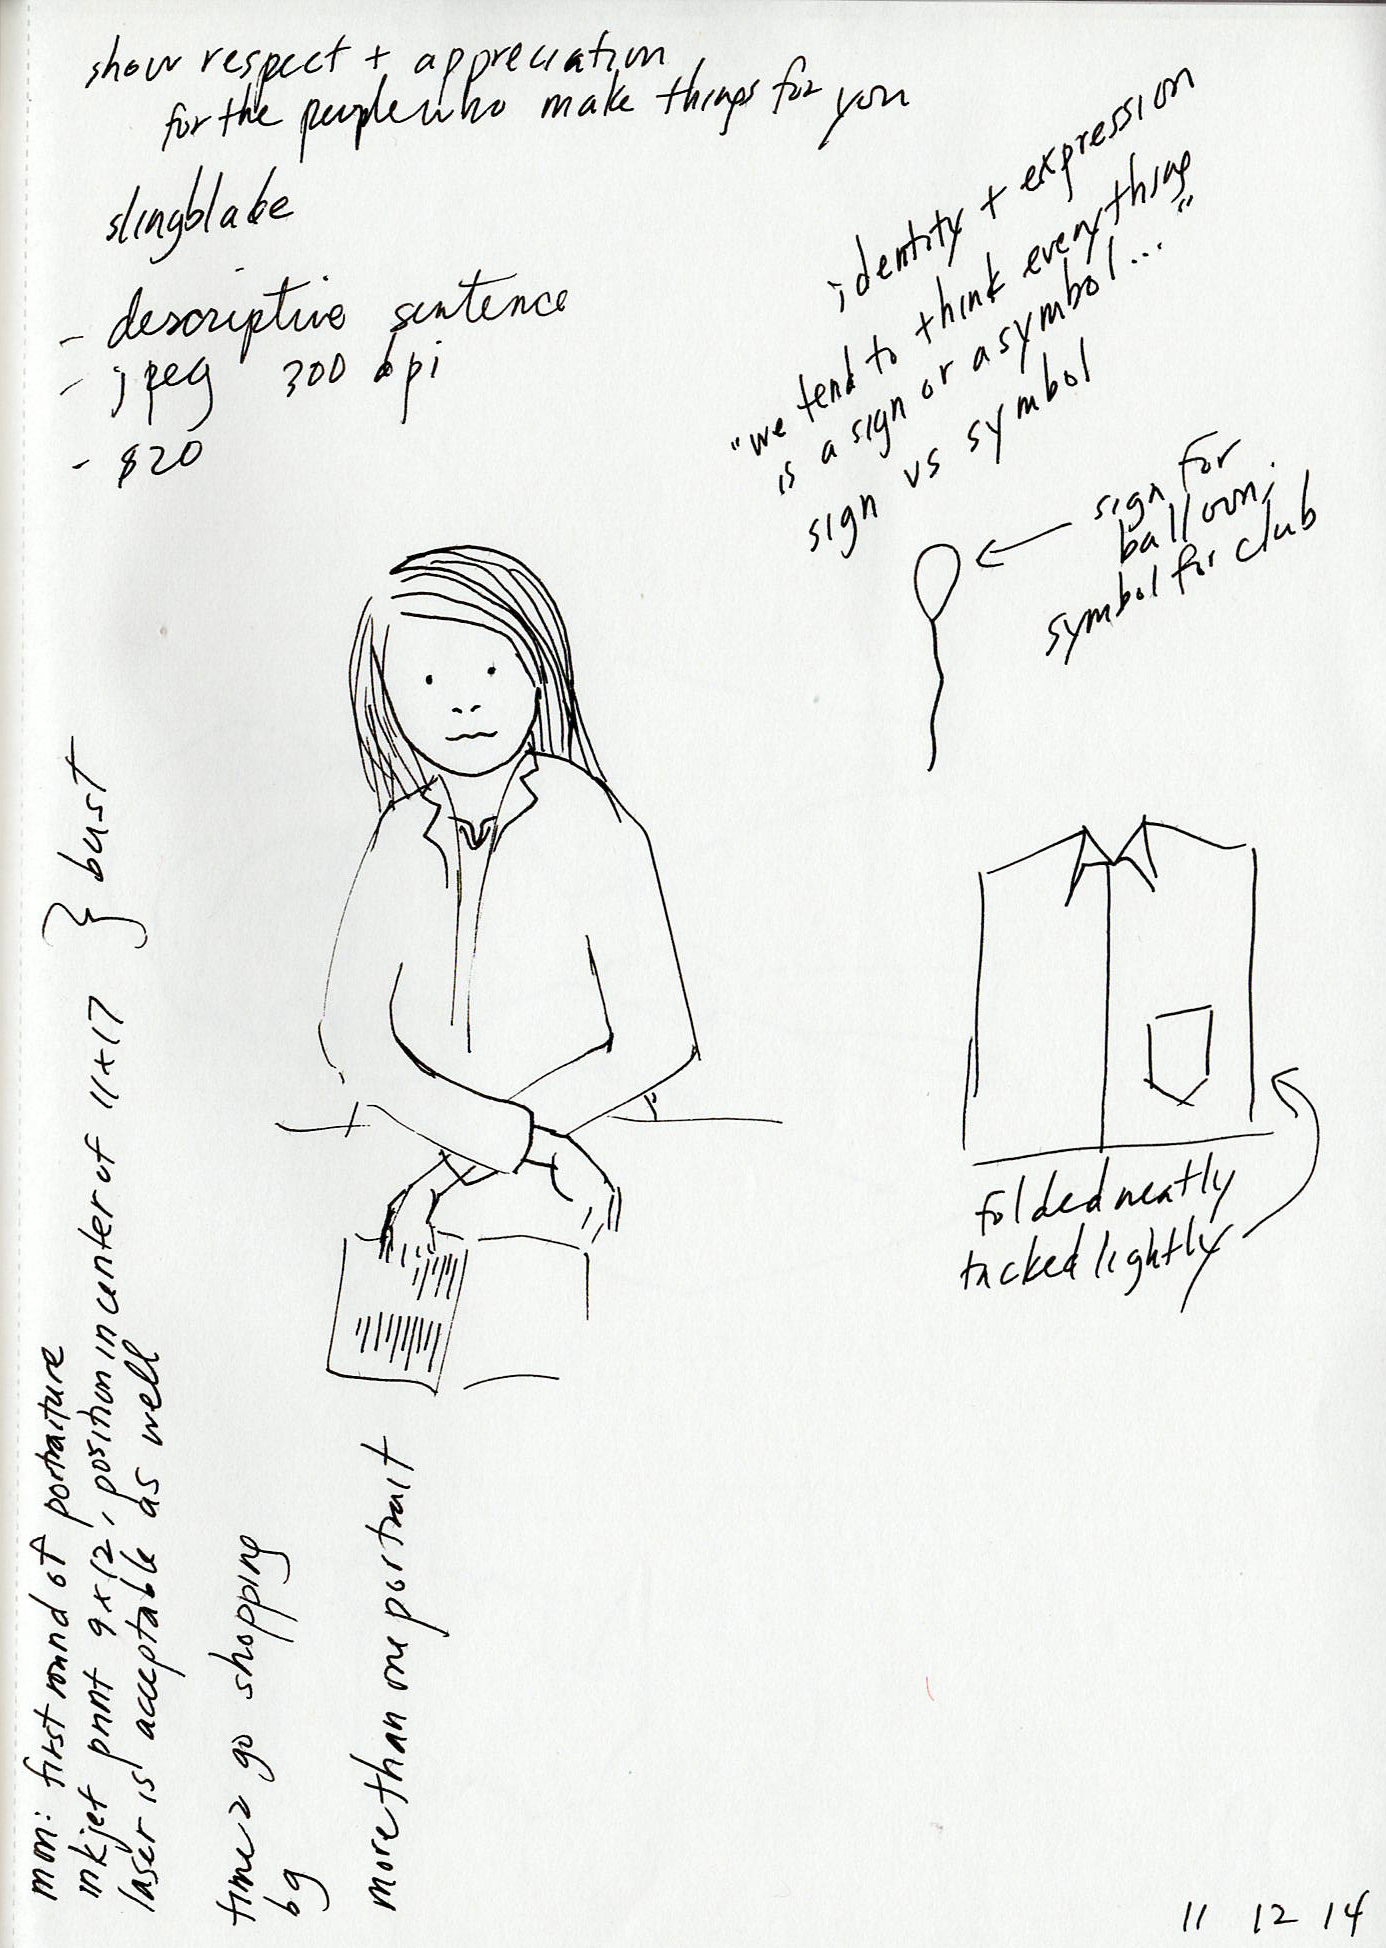 show respect + appreciation
for the people who make things for you
slingblade
- descriptive sentence
- jpeg 300 dpi
- $20
identity + expression
"we tend to think everything
is a sign or a symbol..."
sign vs symbol
sign for
balloon;
symbol for club
folded neatly
tacked lightly
mon: first round of portraiture
inkjet print 9x12, position in center of 11x17
laser is acceptable as well
} bust
time 2 go shopping
bg
more than one portrait
11 12 14